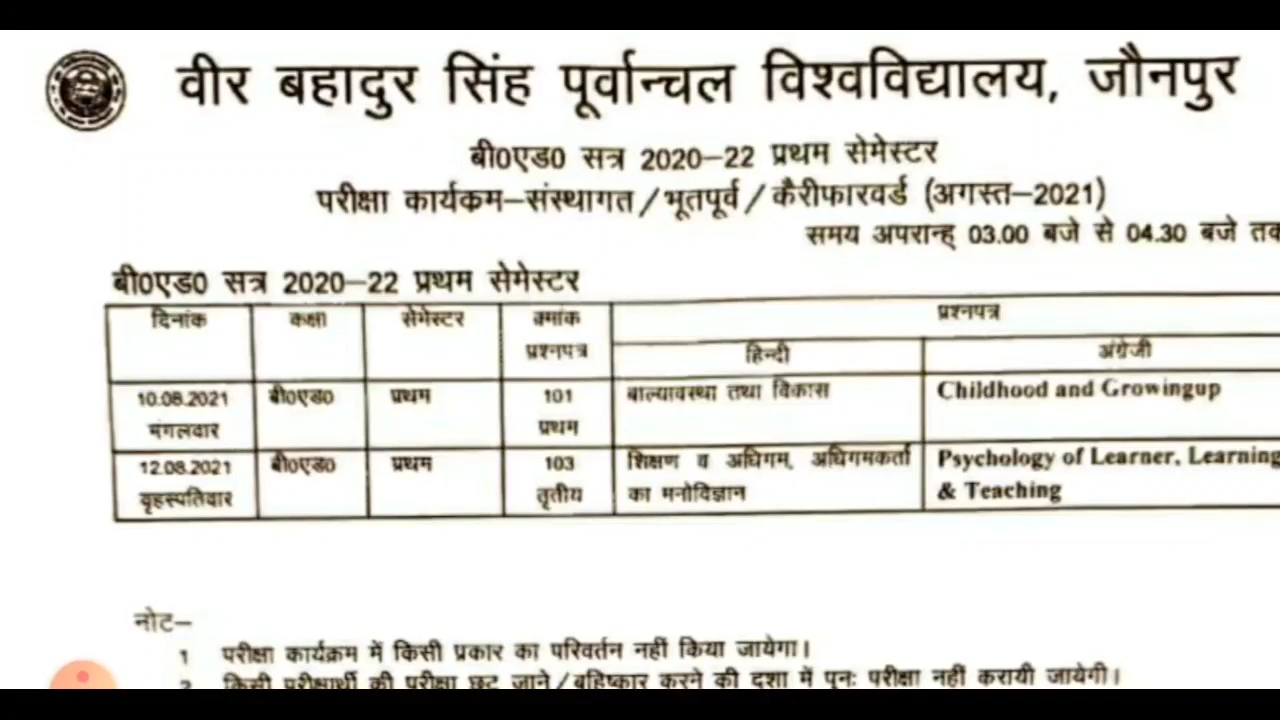 वीर बहादुर सिंह पूर्वान्चल विश्वविद्यालय, जौनपुर
बी0एड0 सत्र 2020–22 प्रथम सेमेस्टर
परीक्षा कार्यकम–संस्थागत/भूतपूर्व/कैरीफारवर्ड (अगस्त–2021)
समय अपरान्ह् 03.00 बजे से 04.30 बजे तक
बी0एड0 सत्र 2020–22 प्रथम सेमेस्टर
दिनांक कक्षा सेमेस्टर क्मांक प्रश्नपत्र
प्रश्नपत्र हिन्दी अंग्रेजी
10.08.2021 बी0एड0 प्रथम 101 बाल्यावस्था तथा विकास Childhood and Growingup
मंगलवार प्रथम
12.08.2021 बी0एड0 प्रथम 103 शिक्षण व अधिगम, अधिगमकर्ता Psychology of Learner, Learning
वृहस्पतिवार तृतीय का मनोविज्ञान & Teaching
नोट–
1 परीक्षा कार्यक्रम में किसी प्रकार का परिवर्तन नहीं किया जायेगा।
2 किसी परीक्षार्थी की परीक्षा छूट जाने/बहिष्कार करने की दशा में पुनः परीक्षा नहीं करायी जायेगी।